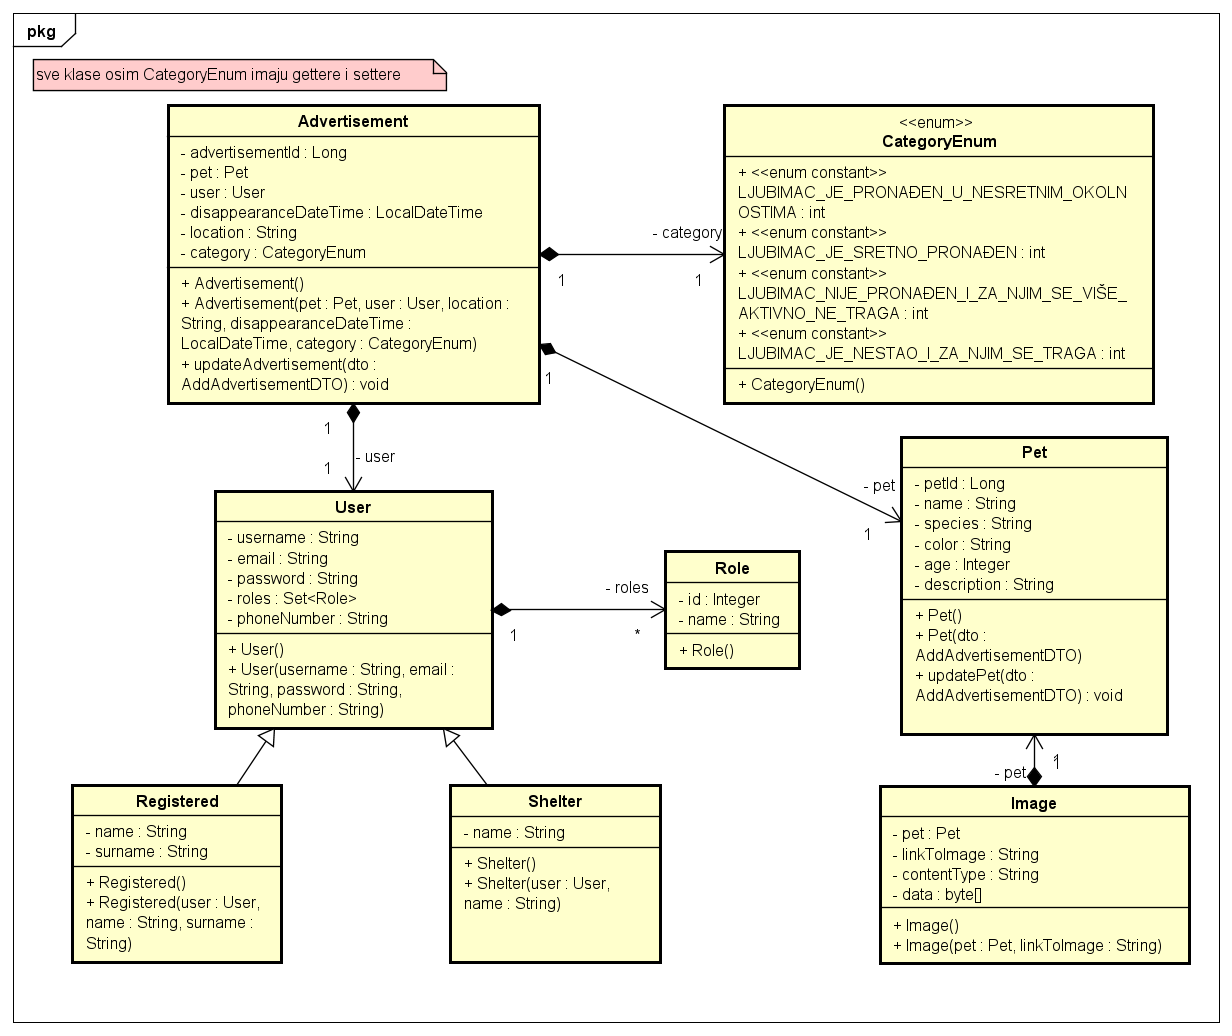 pkg
sve klase osim CategoryEnum imaju gettere i settere
Advertisement
- advertisementId : Long
- pet : Pet
- user : User
- disappearanceDateTime : LocalDateTime
- location : String
- category : CategoryEnum
+ Advertisement()
+ Advertisement(pet : Pet, user : User, location :
String, disappearanceDateTime :
LocalDateTime, category : CategoryEnum)
+ updateAdvertisement(dto :
AddAdvertisementDTO) : void
- category
1
1
<<enum>>
CategoryEnum
+ <<enum constant>>
LJUBIMAC_JE_PRONAĐEN_U_NESRETNIM_OKOLN
OSTIMA : int
+ <<enum constant>>
LJUBIMAC_JE_SRETNO_PRONAĐEN : int
+ <<enum constant>>
LJUBIMAC_NIJE_PRONAĐEN_I_ZA_NJIM_SE_VIŠE_
AKTIVNO_NE_TRAGA : int
+ <<enum constant>>
LJUBIMAC_JE_NESTAO_I_ZA_NJIM_SE_TRAGA : int
+ CategoryEnum()
1
- pet
1
1
- user
1
User
- username : String
- email : String
- password : String
- roles : Set<Role>
- phoneNumber : String
+ User()
+ User(username : String, email :
String, password : String,
phoneNumber : String)
- roles
1
*
Role
- id : Integer
- name : String
+ Role()
Pet
- petId : Long
- name : String
- species : String
- color : String
- age : Integer
- description : String
+ Pet()
+ Pet(dto :
AddAdvertisementDTO)
+ updatePet(dto :
AddAdvertisementDTO) : void
1
- pet
1
Registered
- name : String
- surname : String
+ Registered()
+ Registered(user : User,
name : String, surname :
String)
Shelter
- name : String
+ Shelter()
+ Shelter(user : User,
name : String)
Image
- pet : Pet
- linkToImage : String
- contentType : String
- data : byte[]
+ Image()
+ Image(pet : Pet, linkToImage : String)